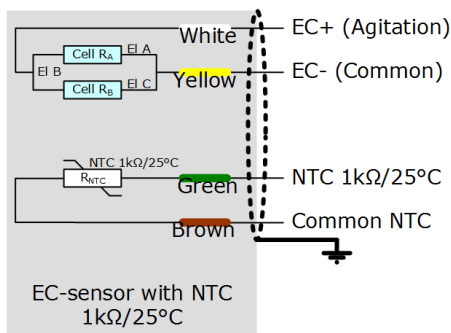 White
EC+ (Agitation)
Cell RA
El A
El B
Yellow
EC- (Common)
Cell RB
El C
NTC 1kΩ/25°C
RNTC
Green
NTC 1kΩ/25°C
Brown
Common NTC
EC-sensor with NTC
1kΩ/25°C